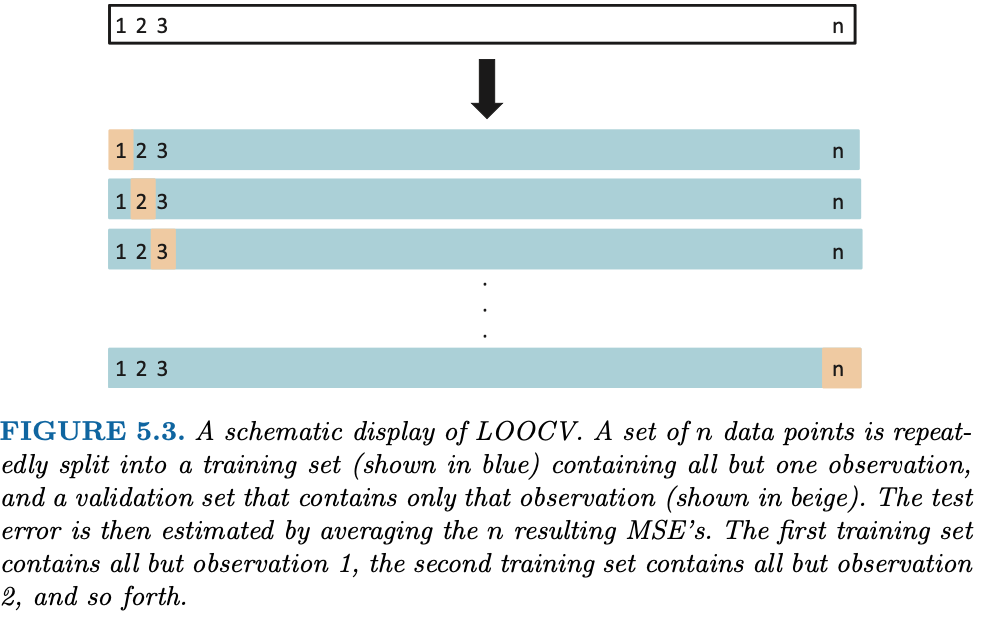 1 2 3 n
1 2 3 n
1 2 3 n
1 2 3 n
.
.
.
1 2 3 n
FIGURE 5.3. A schematic display of LOOCV. A set of n data points is repeat-
edly split into a training set (shown in blue) containing all but one observation,
and a validation set that contains only that observation (shown in beige). The test
error is then estimated by averaging the n resulting MSE’s. The first training set
contains all but observation 1, the second training set contains all but observation
2, and so forth.